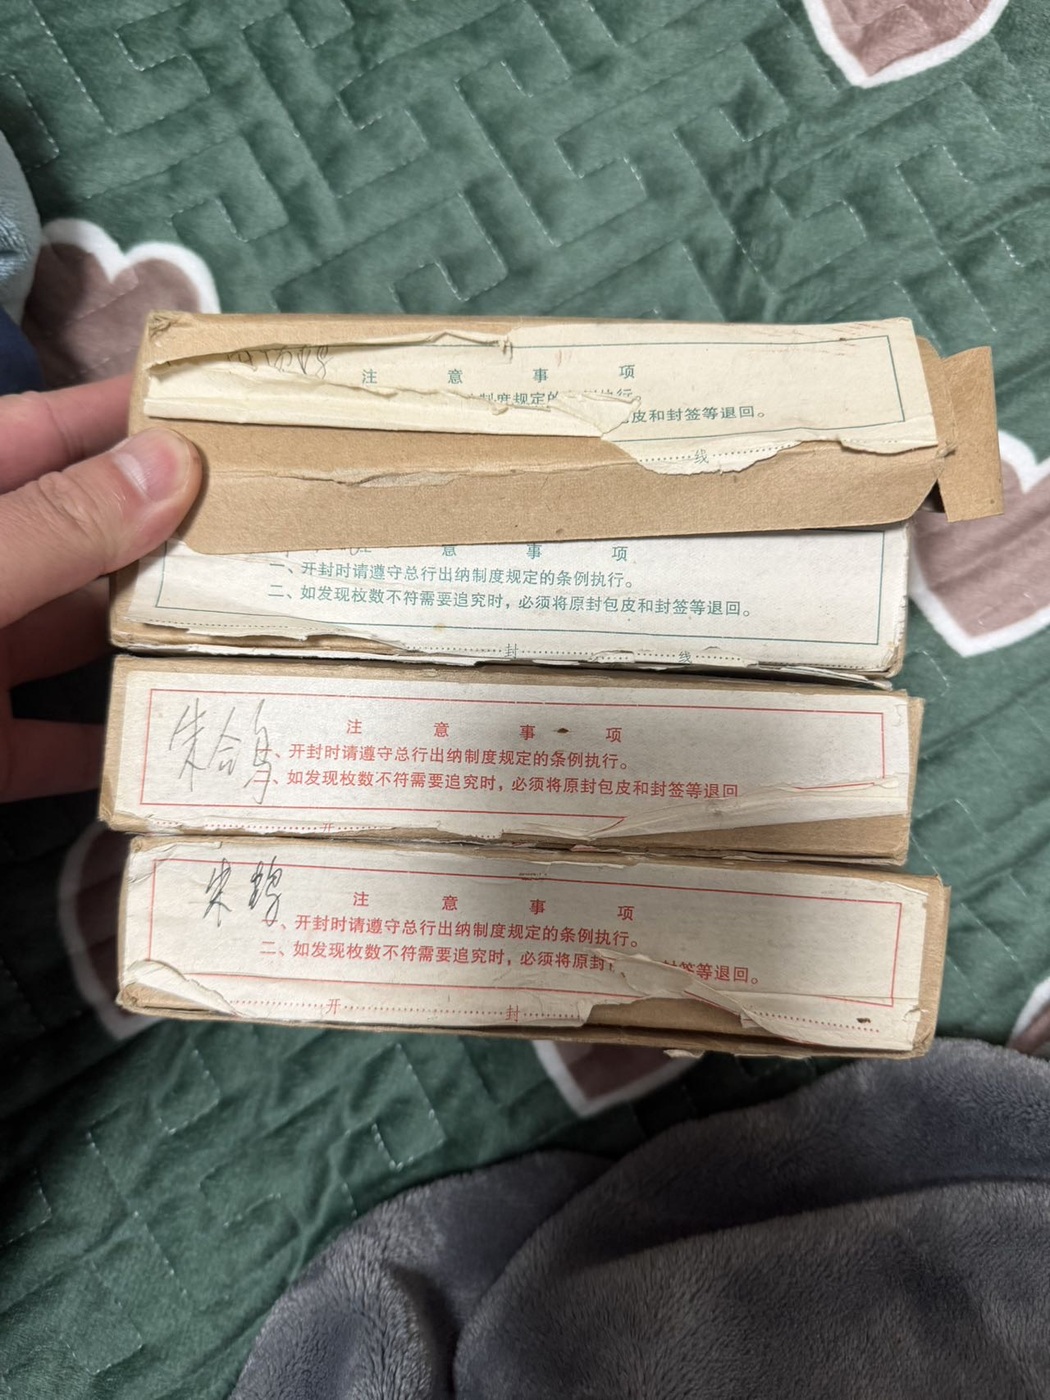 注意事项
制度规定的
执行。
皮和封签等退回。
线
意事项
一、开封时请遵守总行出纳制度规定的条例执行。
二、如发现枚数不符需要追究时，必须将原封包皮和封签等退回。
封 线
注意事项
、开封时请遵守总行出纳制度规定的条例执行。
、如发现枚数不符需要追究时，必须将原封包皮和封签等退回
开
注意事项
、开封时请遵守总行出纳制度规定的条例执行。
二、如发现枚数不符需要追究时，必须将原封
签等退回。
开 封